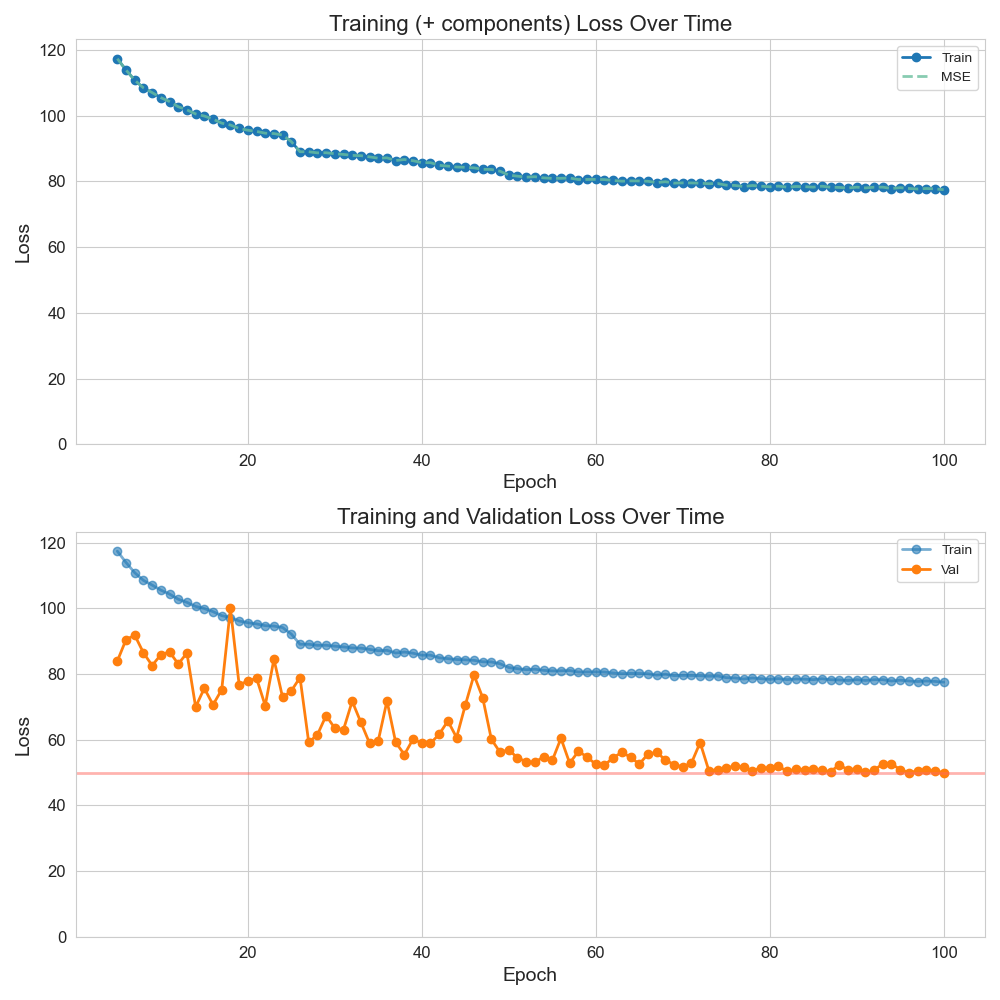 Training (+ components) Loss Over Time
120
100
80
60
40
20
0
Loss
Train
MSE
20 40 60 80 100
Epoch
Training and Validation Loss Over Time
120
100
80
60
40
20
0
Loss
Train
Val
20 40 60 80 100
Epoch